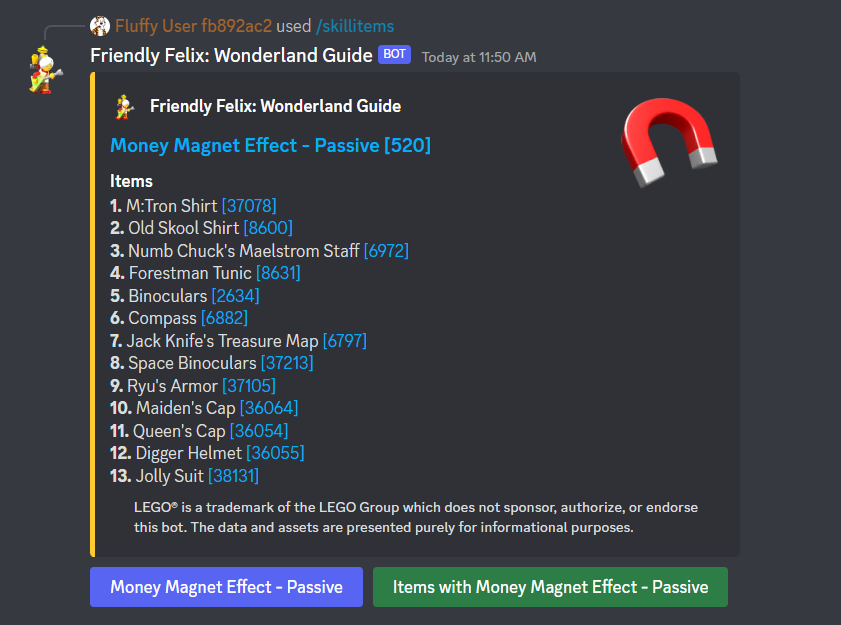 Fluffy User fb892ac2 used /skillitems
Friendly Felix: Wonderland Guide BOT Today at 11:50 AM
Friendly Felix: Wonderland Guide
Money Magnet Effect - Passive [520]
Items
1. M:Tron Shirt [37078]
2. Old Skool Shirt [8600]
3. Numb Chuck's Maelstrom Staff [6972]
4. Forestman Tunic [8631]
5. Binoculars [2634]
6. Compass [6882]
7. Jack Knife's Treasure Map [6797]
8. Space Binoculars [37213]
9. Ryu's Armor [37105]
10. Maiden's Cap [36064]
11. Queen's Cap [36054]
12. Digger Helmet [36055]
13. Jolly Suit [38131]
LEGO® is a trademark of the LEGO Group which does not sponsor, authorize, or endorse
this bot. The data and assets are presented purely for informational purposes.
Money Magnet Effect - Passive
Items with Money Magnet Effect - Passive